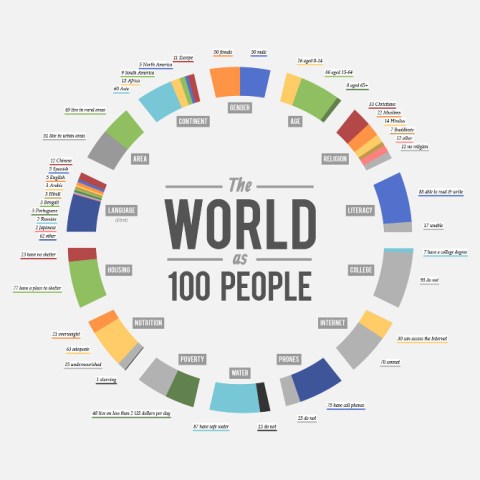 The
WORLD
as
100 PEOPLE
GENDER
50 female
50 male
AGE
26 aged 0-14
66 aged 15-64
8 aged 65+
RELIGION
33 Christians
22 Muslims
14 Hindus
7 Buddhists
12 other
12 no religion
LITERACY
83 able to read & write
17 unable
COLLEGE
7 have a college degree
93 do not
INTERNET
30 can access the internet
70 cannot
PHONES
75 have cell phones
25 do not
WATER
87 have safe water
13 do not
POVERTY
48 live on less than 2 USD dollars per day
NUTRITION
21 overweight
63 adequate
15 undernourished
1 starving
HOUSING
23 have no shelter
77 have a place to shelter
LANGUAGE
12 Chinese
5 Spanish
5 English
3 Arabic
3 Hindi
3 Bengali
3 Portuguese
2 Russian
2 Japanese
62 other
AREA
49 live in rural areas
51 live in urban areas
CONTINENT
11 Europe
5 North America
9 South America
15 Africa
60 Asia